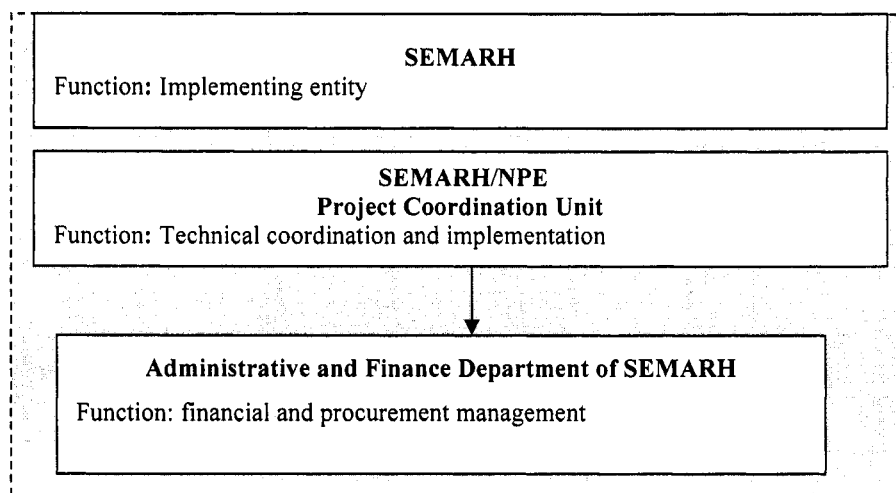 SEMARH
Function: Implementing entity
SEMARH/NPE
Project Coordination Unit
Function: Technical coordination and implementation
Administrative and Finance Department of SEMARH
Function: financial and procurement management